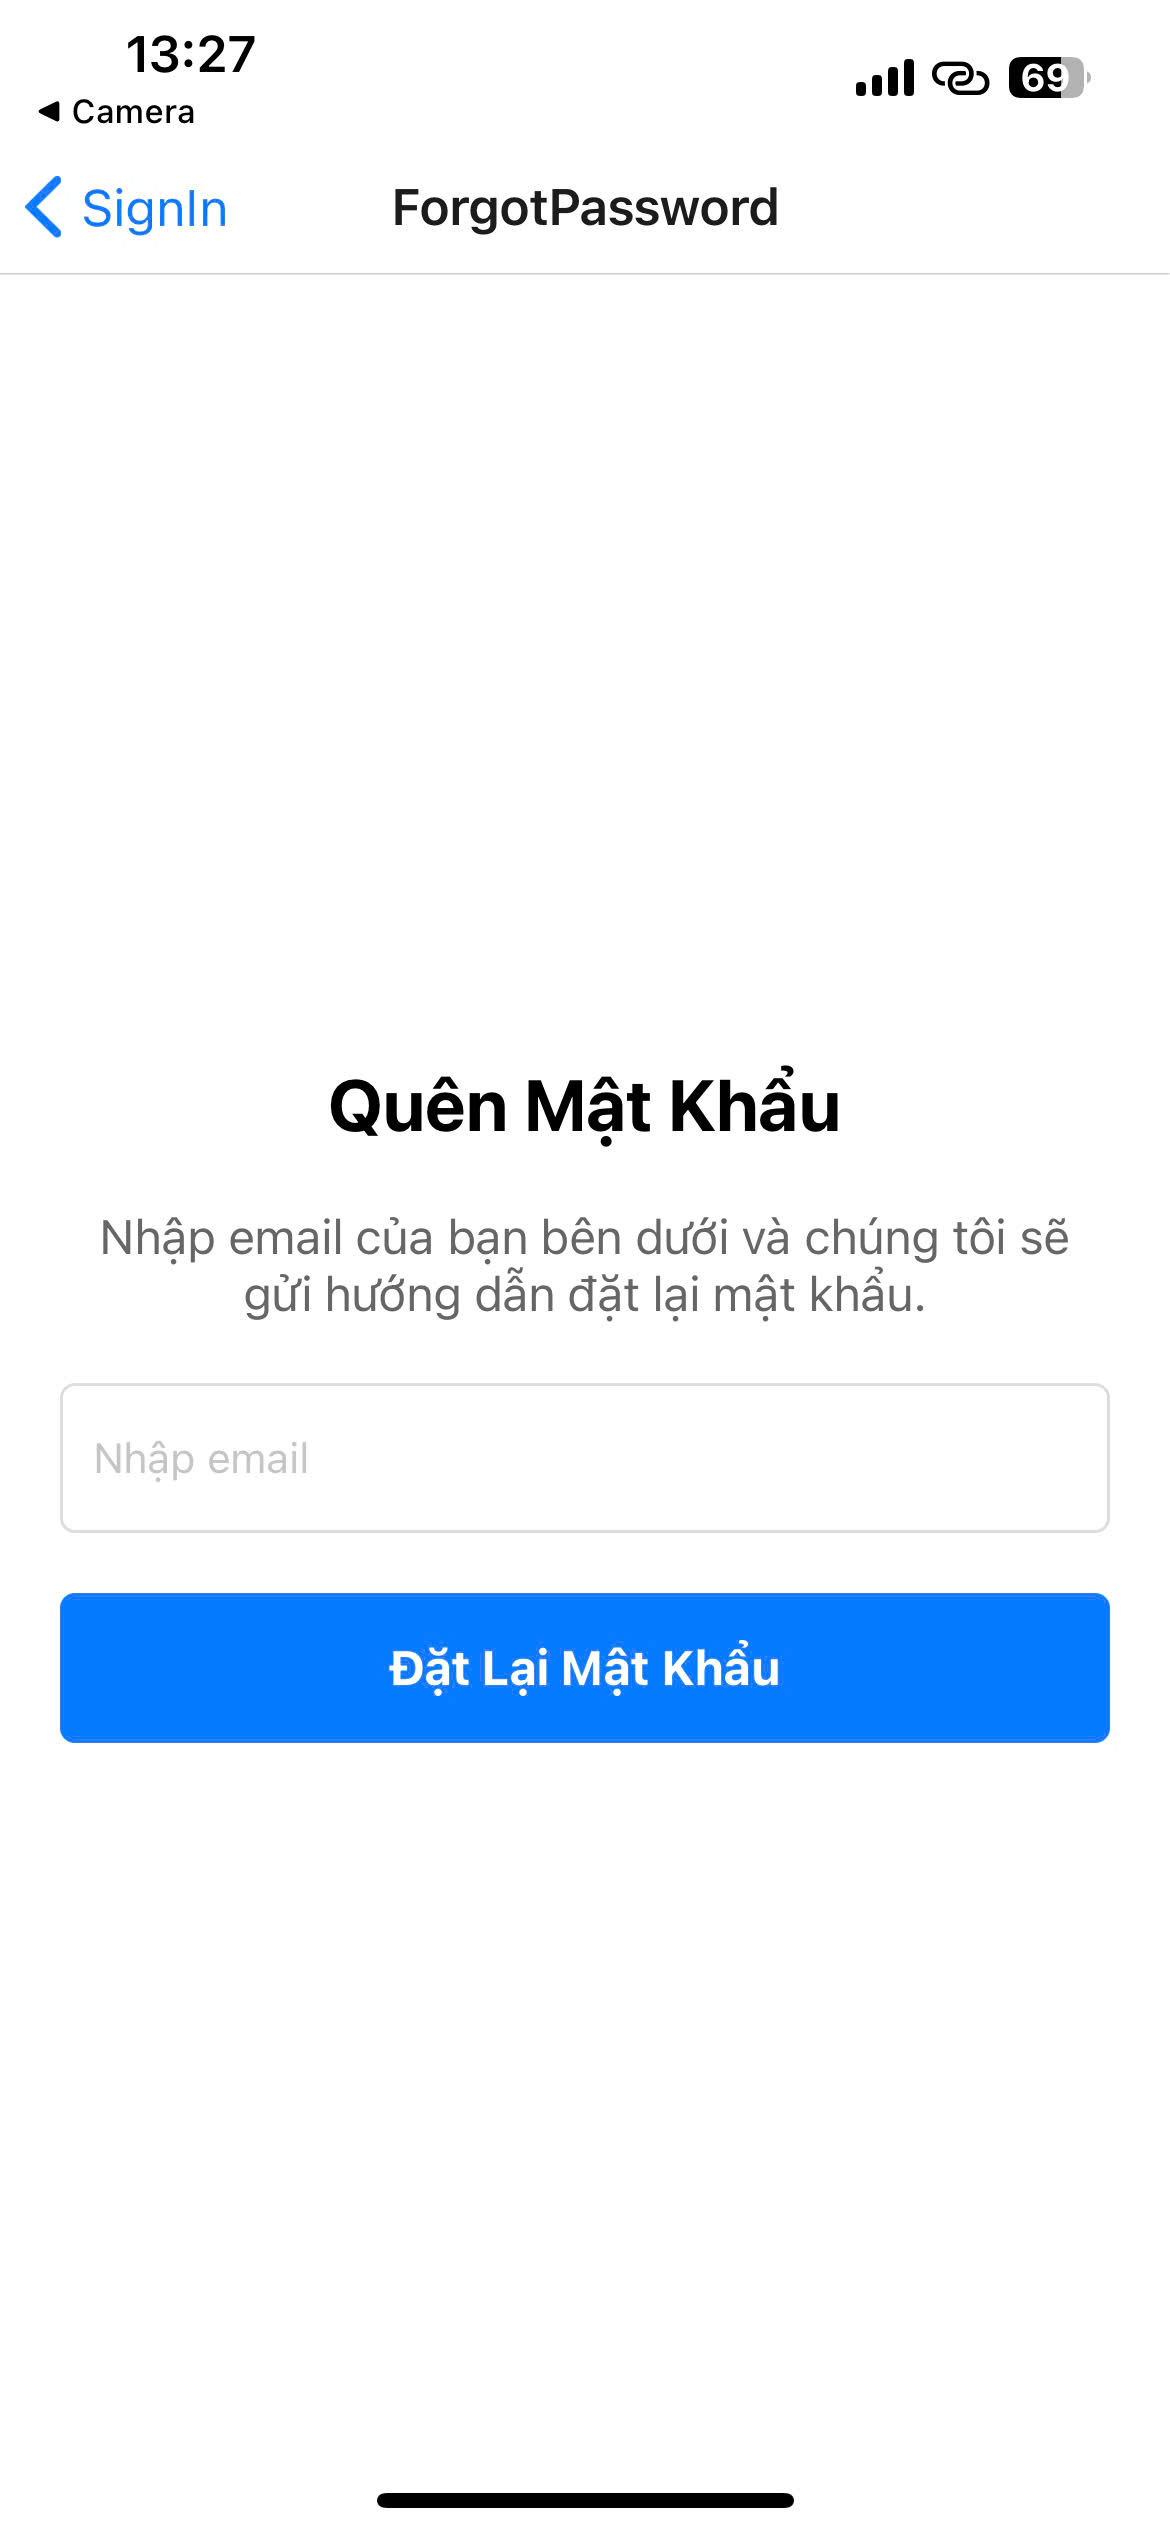 13:27
69
◀ Camera
SignIn
ForgotPassword
Quên Mật Khẩu
Nhập email của bạn bên dưới và chúng tôi sẽ
gửi hướng dẫn đặt lại mật khẩu.
Nhập email
Đặt Lại Mật Khẩu